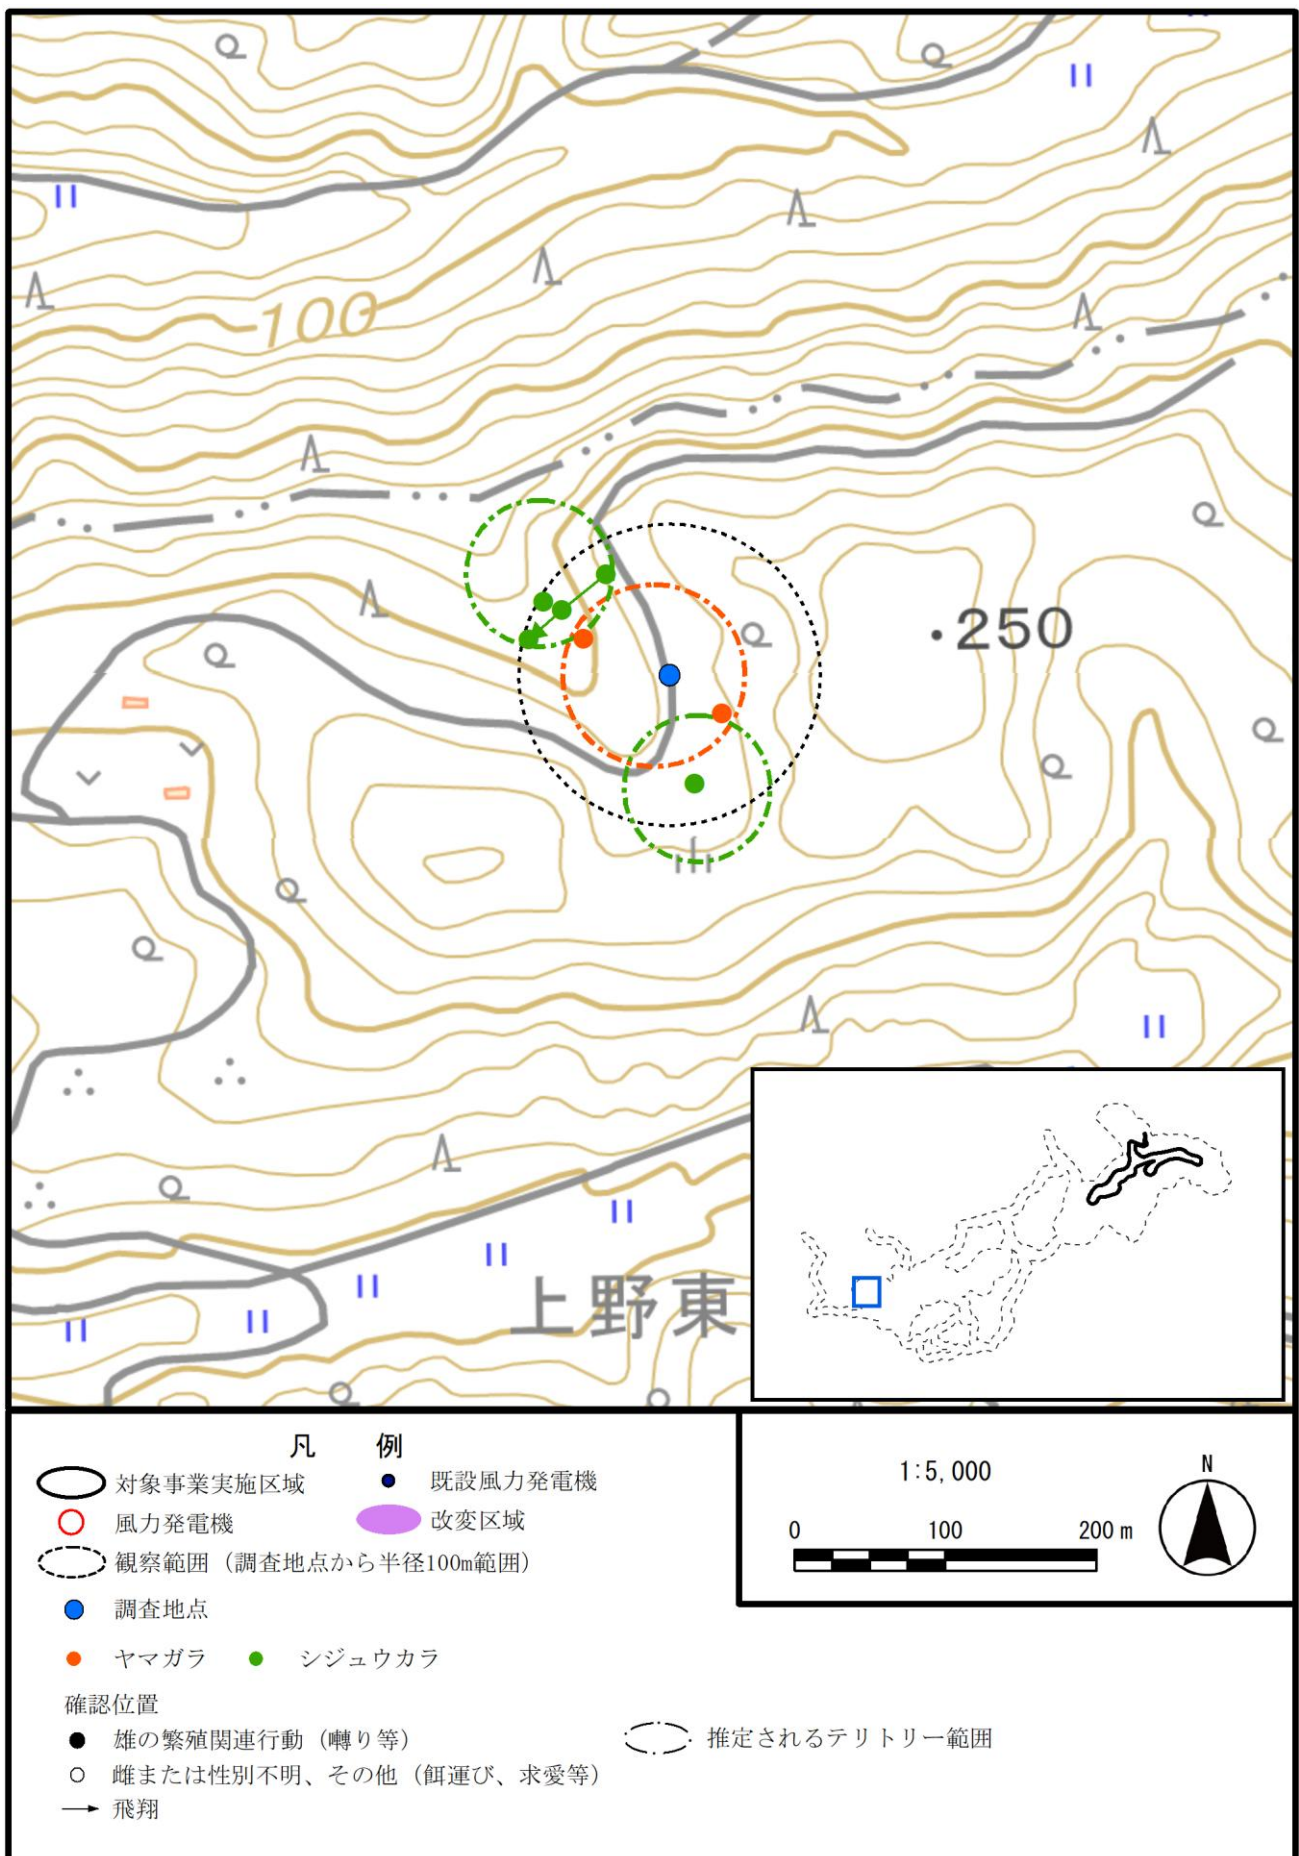 100
250
上野東
凡 例
対象事業実施区域
既設風力発電機
風力発電機
改変区域
観察範囲（調査地点から半径100m範囲）
調査地点
ヤマガラ
シジュウカラ
確認位置
雄の繁殖関連行動（囀り等）
推定されるテリトリー範囲
雌または性別不明、その他（餌運び、求愛等）
飛翔
1:5,000
0 100 200 m
N